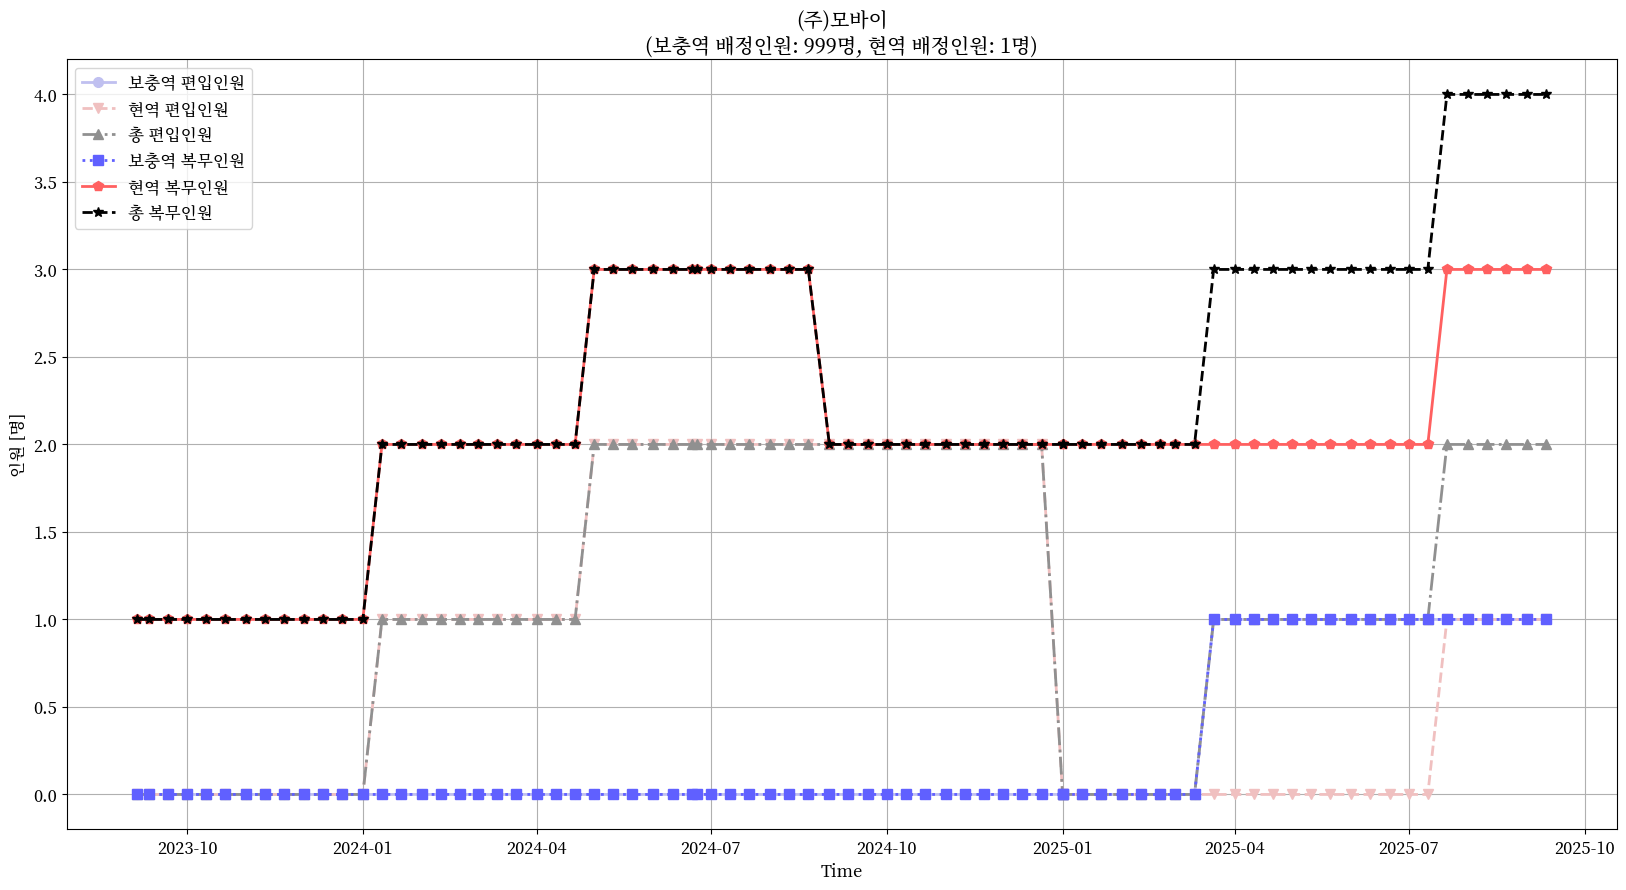 (주)모바이
(보충역 배정인원: 999명, 현역 배정인원: 1명)
보충역 편입인원
현역 편입인원
총 편입인원
보충역 복무인원
현역 복무인원
총 복무인원
4.0
3.5
3.0
2.5
2.0
1.5
1.0
0.5
0.0
인원 [명]
2023-10
2024-01
2024-04
2024-07
2024-10
2025-01
2025-04
2025-07
2025-10
Time